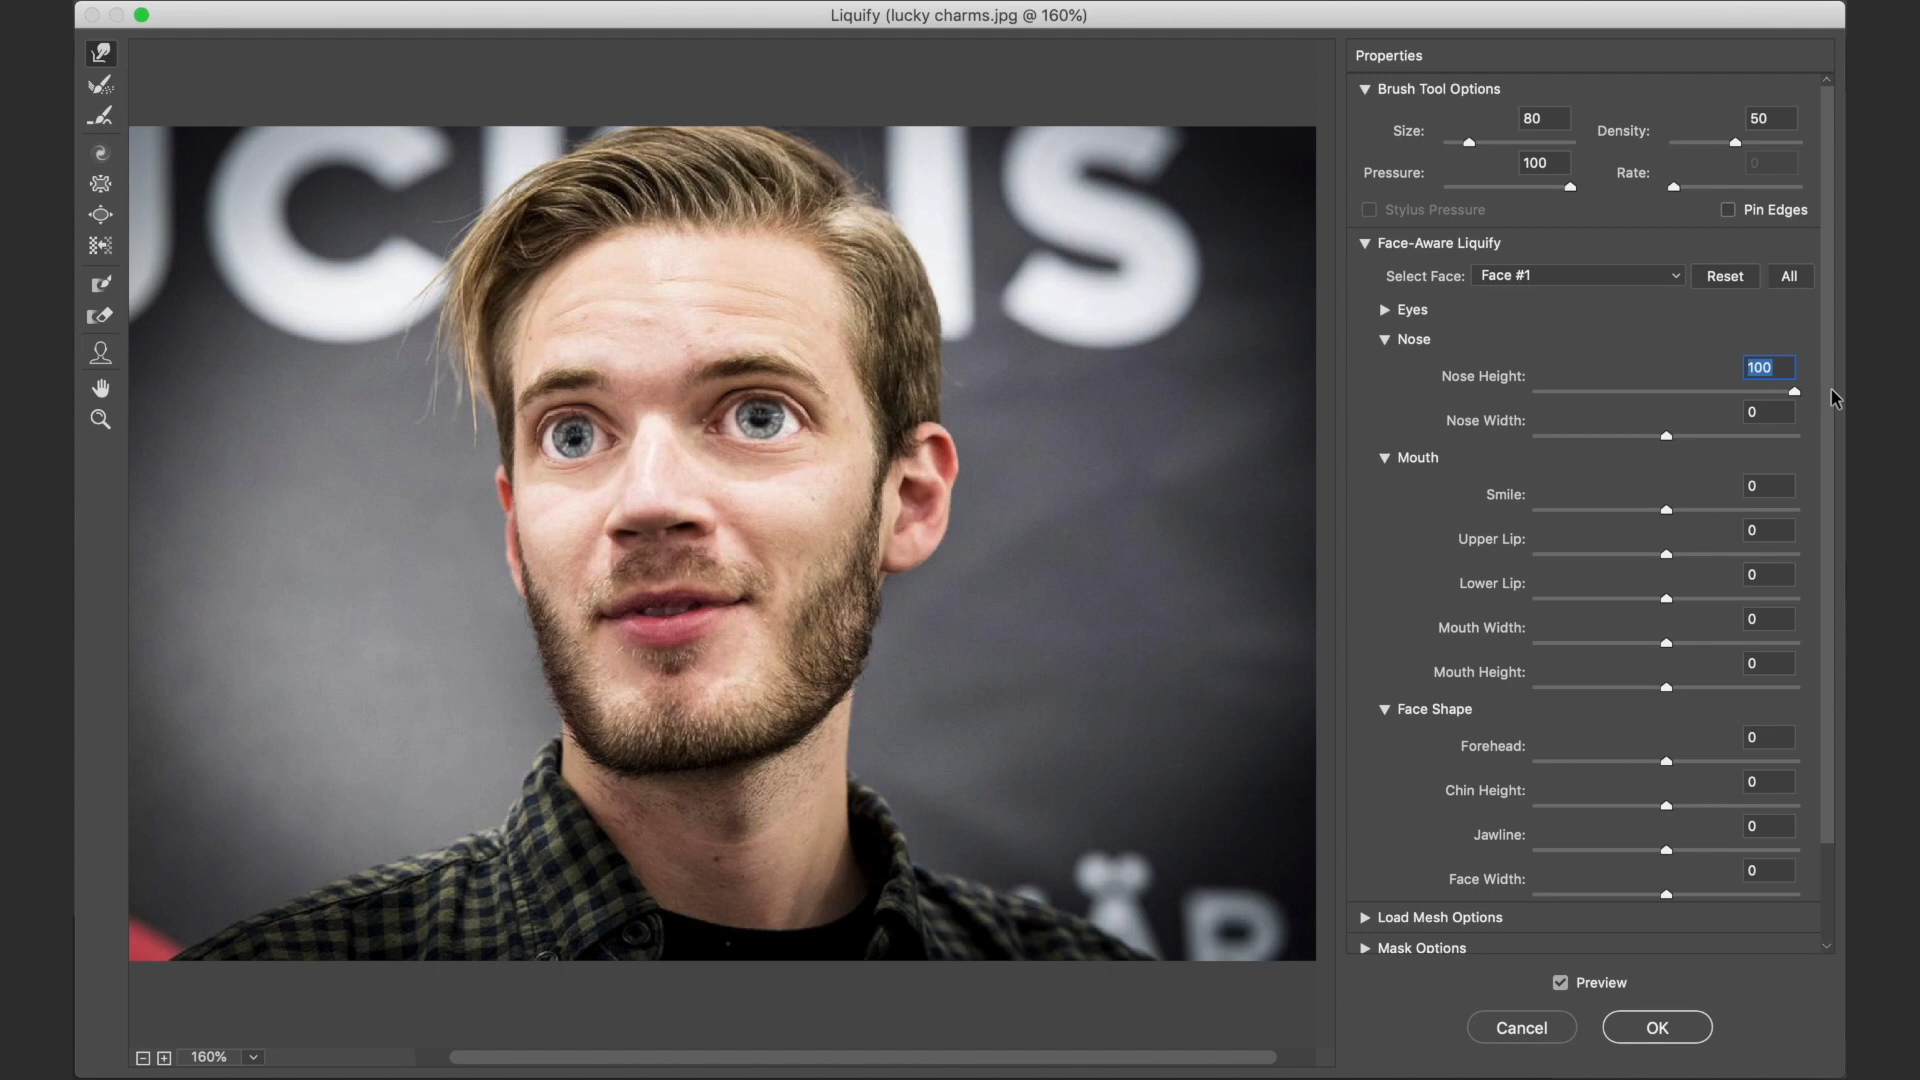 Liquify (lucky charms.jpg @ 160%)
Properties
Brush Tool Options
Size: 80 Density: 50
Pressure: 100 Rate: 0
Stylus Pressure Pin Edges
Face-Aware Liquify
Select Face: Face #1 Reset All
Eyes
Nose
Nose Height: 100
Nose Width: 0
Mouth
Smile: 0
Upper Lip: 0
Lower Lip: 0
Mouth Width: 0
Mouth Height: 0
Face Shape
Forehead: 0
Chin Height: 0
Jawline: 0
Face Width: 0
Load Mesh Options
Mask Options
Preview
Cancel OK
160%